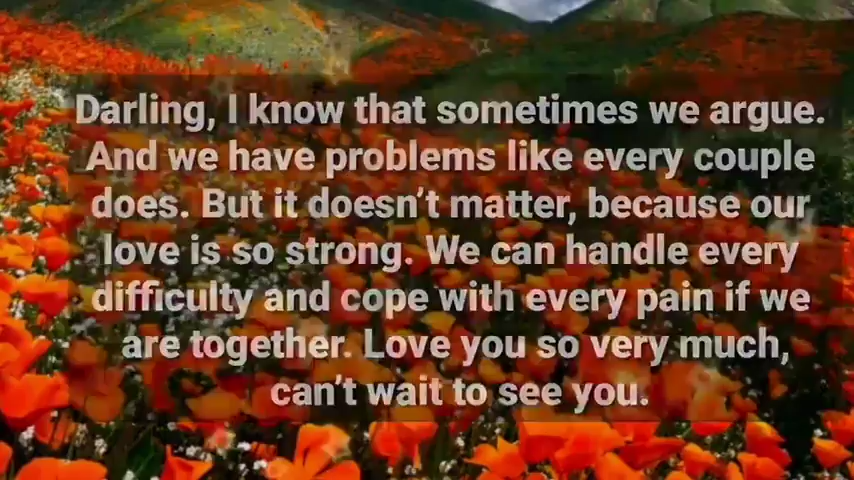 Darling, I know that sometimes we argue.
And we have problems like every couple
does. But it doesn’t matter, because our
love is so strong. We can handle every
difficulty and cope with every pain if we
are together. Love you so very much,
can’t wait to see you.